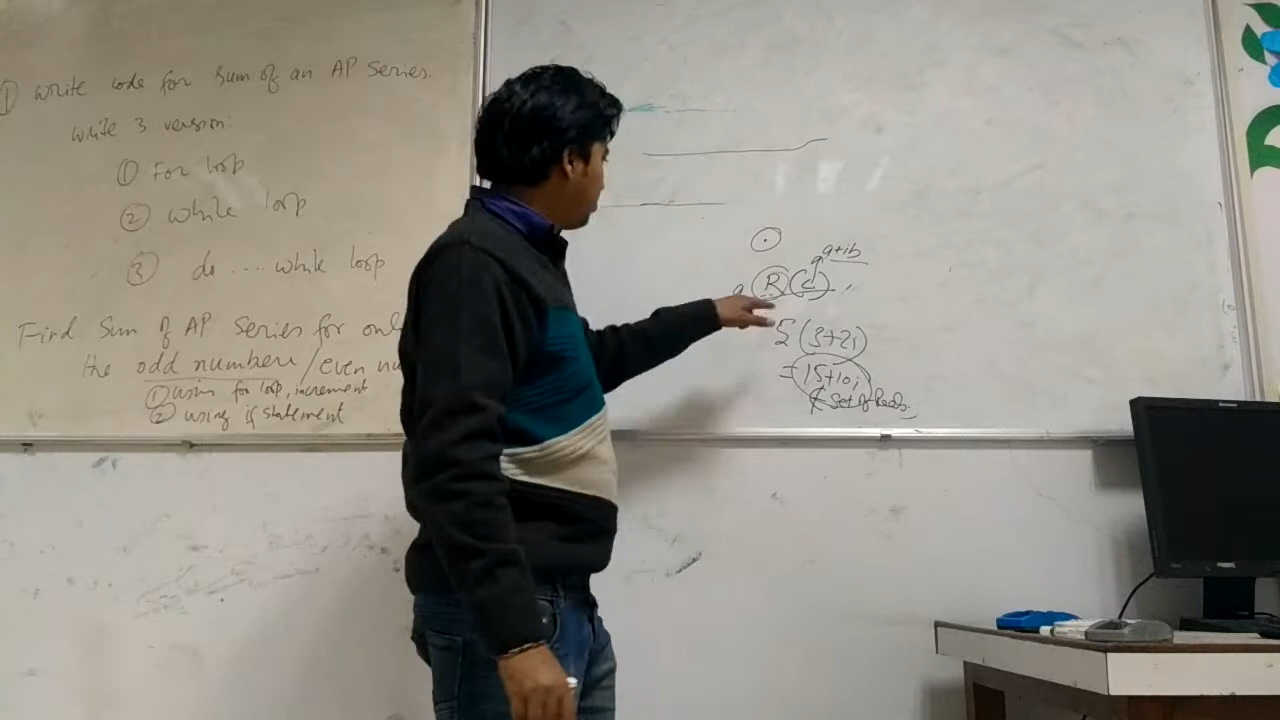 ① Write code for sum of an AP series.
Write 3 version:
① For loop
② while loop
③ do .... while loop
Find Sum of AP Series for onl
the odd numbers/even nu
① using for loop, increment
② using if statement
a+ib
R(C)
5(3+2i)
=15+10i
∉ Set of Reals.